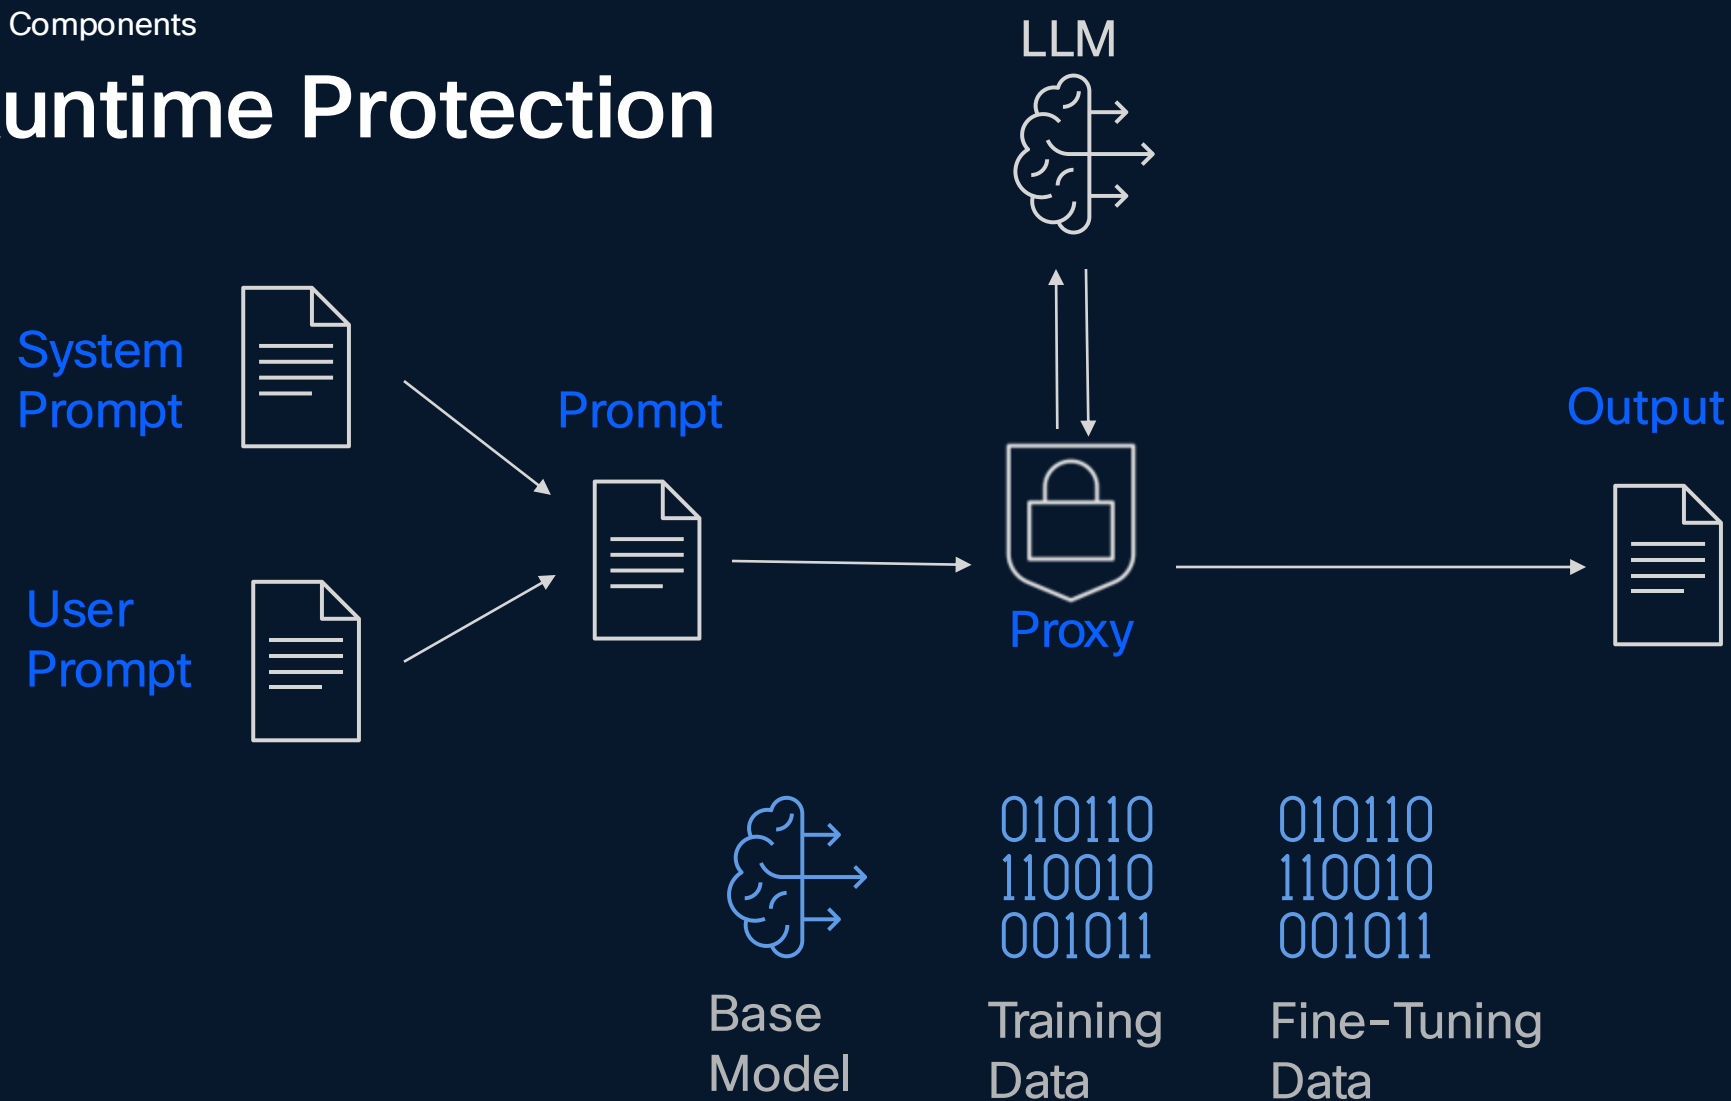 Components
untime Protection
LLM
System
Prompt
Prompt
Output
User
Prompt
Proxy
010110
110010
001011
010110
110010
001011
Base
Model
Training
Data
Fine-Tuning
Data